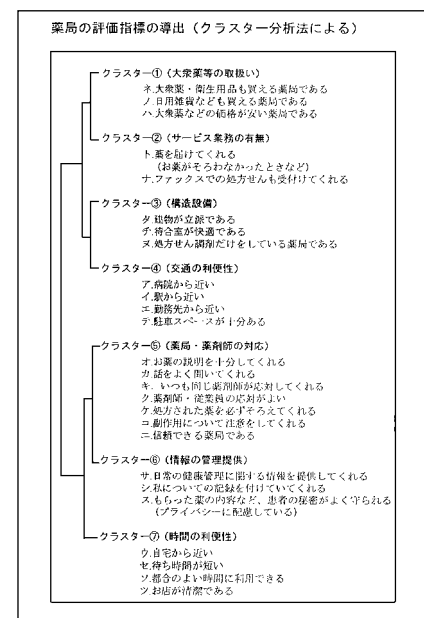 薬局の評価指標の導出（クラスター分析法による）
クラスター①（大衆薬等の取扱い）
ネ.大衆薬・衛生用品も買える薬局である
ノ.日用雑貨なども買える薬局である
ハ.大衆薬などの価格が安い薬局である
クラスター②（サービス業務の有無）
ト.薬を届けてくれる
（お薬がそろわなかったときなど）
ナ.ファックスでの処方せんも受付けてくれる
クラスター③（構造設備）
タ.建物が立派である
チ.待合室が快適である
ヌ.処方せん調剤だけをしている薬局である
クラスター④（交通の利便性）
ア.病院から近い
イ.駅から近い
エ.勤務先から近い
テ.駐車スペースが十分ある
クラスター⑤（薬局・薬剤師の対応）
オ.お薬の説明を十分してくれる
カ.話をよく聞いてくれる
キ.いつも同じ薬剤師が応対してくれる
ク.薬剤師・従業員の応対がよい
ケ.処方された薬を必ずそろえてくれる
コ.副作用について注意をしてくれる
ニ.信頼できる薬局である
クラスター⑥（情報の管理提供）
サ.日常の健康管理に関する情報を提供してくれる
シ.私についての記録を付けていてくれる
ス.もらった薬の内容など、患者の秘密がよく守られる
（プライバシーに配慮している）
クラスター⑦（時間の利便性）
ウ.自宅から近い
セ.待ち時間が短い
ソ.都合のよい時間に利用できる
ツ.お店が清潔である